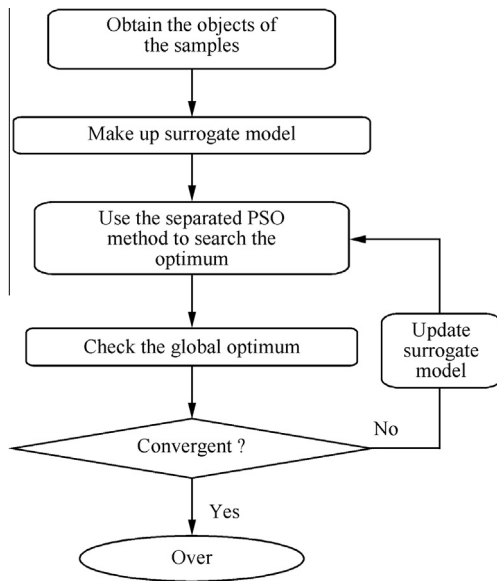 Obtain the objects of
the samples
Make up surrogate model
Use the separated PSO
method to search the
optimum
Check the global optimum
Update
surrogate
model
Convergent ?
No
Yes
Over